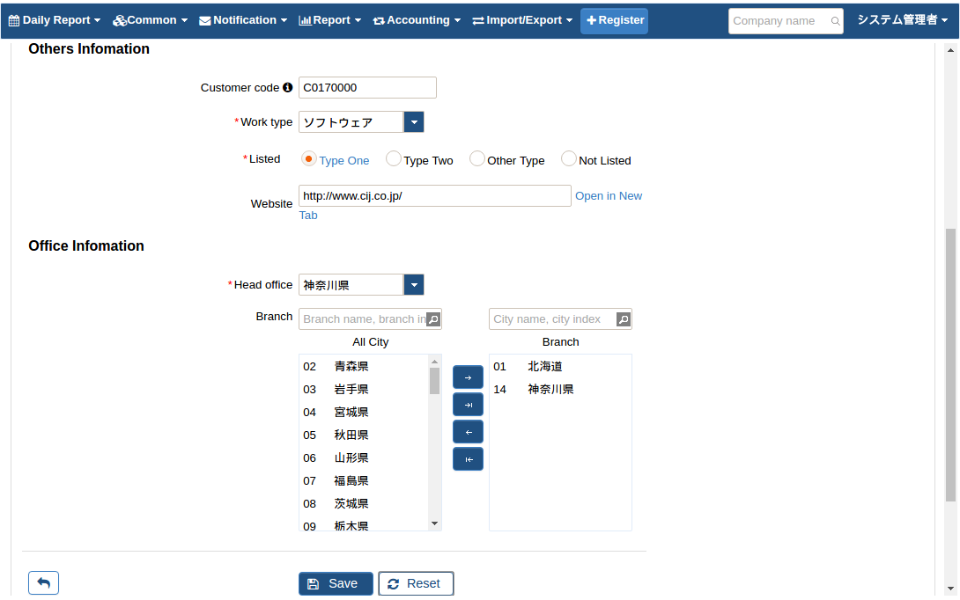 Daily Report Common Notification Report Accounting Import/Export Register Company name システム管理者
Others Infomation
Customer code C0170000
*Work type ソフトウェア
*Listed Type One Type Two Other Type Not Listed
Website http://www.cij.co.jp/ Open in New
Tab
Office Infomation
*Head office 神奈川県
Branch Branch name, branch in City name, city index
All City Branch
02 青森県 01 北海道
03 岩手県 14 神奈川県
04 宮城県
05 秋田県
06 山形県
07 福島県
08 茨城県
09 栃木県
Save Reset